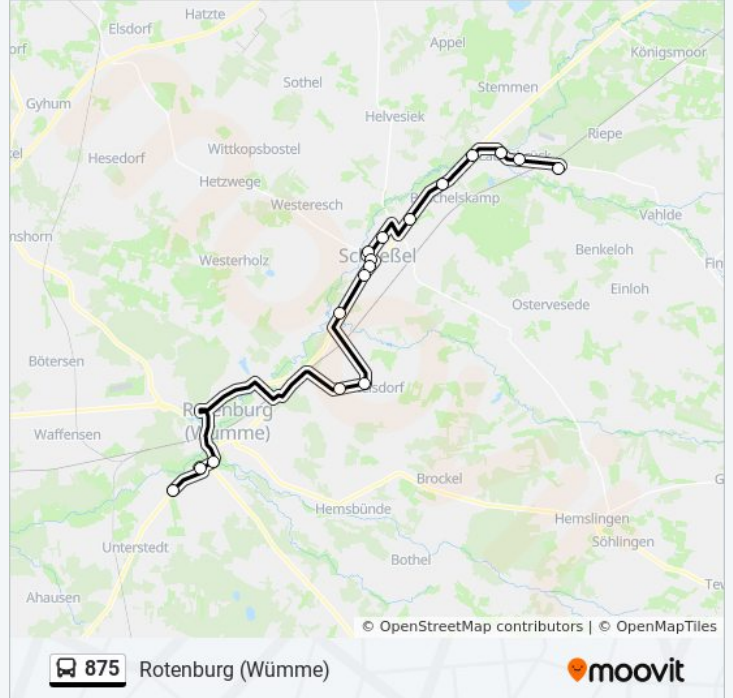 Hatzte
Elsdorf
Appel
Königsmoor
Sothel
Stemmen
Gyhum
Helvesiek
Riepe
Hesedorf
Wittkopsbostel
Hetzwege
Westeresch
Vahlde
Scheeßel
Benkeloh
Westerholz
Einloh
Ostervesede
Bötersen
Rotenburg
(Wümme)
Waffensen
Brockel
Hemsbünde
Hemslingen
Söhlingen
Unterstedt
Bothel
Ahausen
© OpenStreetMap contributors | © OpenMapTiles
875 Rotenburg (Wümme)
moovit